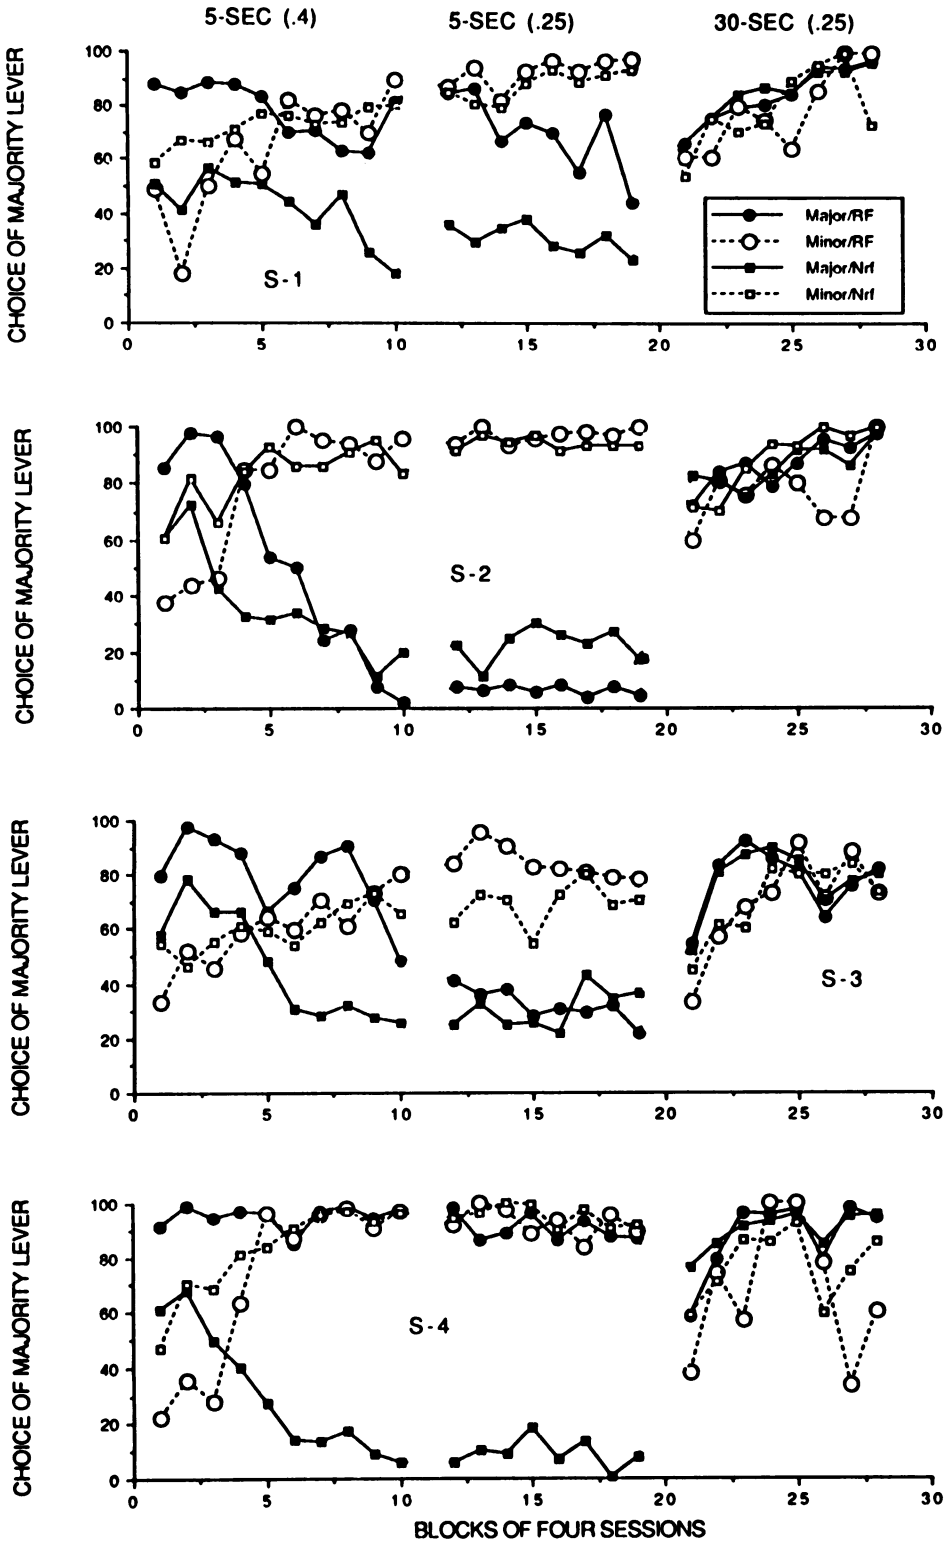 5-SEC (.4) 5-SEC (.25) 30-SEC (.25)
CHOICE OF MAJORITY LEVER
100
80
60
40
20
0
S-1
Major/RF
Minor/RF
Major/Nrf
Minor/Nrf
0 5 10 15 20 25 30
CHOICE OF MAJORITY LEVER
100
80
60
40
20
0
S-2
0 5 10 15 20 25 30
CHOICE OF MAJORITY LEVER
100
80
60
40
20
0
S-3
0 5 10 15 20 25 30
CHOICE OF MAJORITY LEVER
100
80
60
40
20
0
S-4
0 5 10 15 20 25 30
BLOCKS OF FOUR SESSIONS